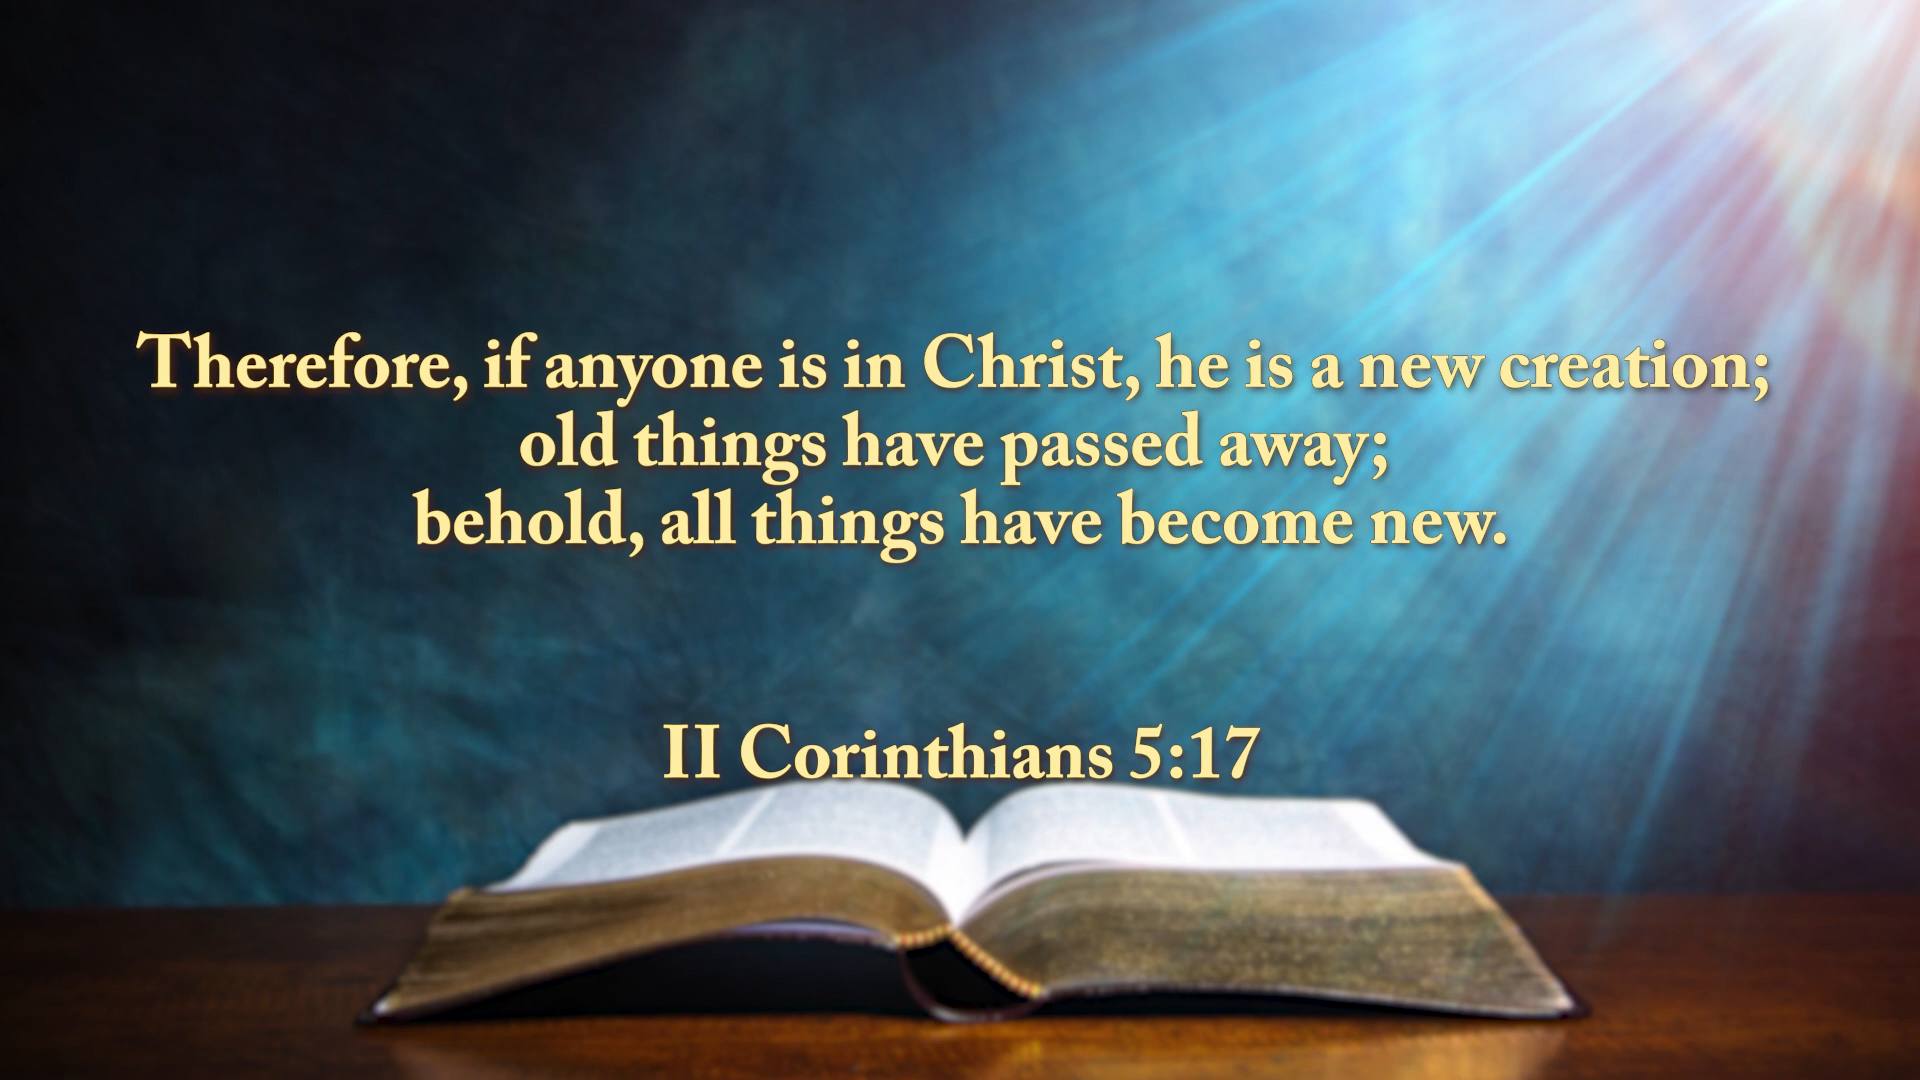 Therefore, if anyone is in Christ, he is a new creation;
old things have passed away;
behold, all things have become new.
II Corinthians 5:17